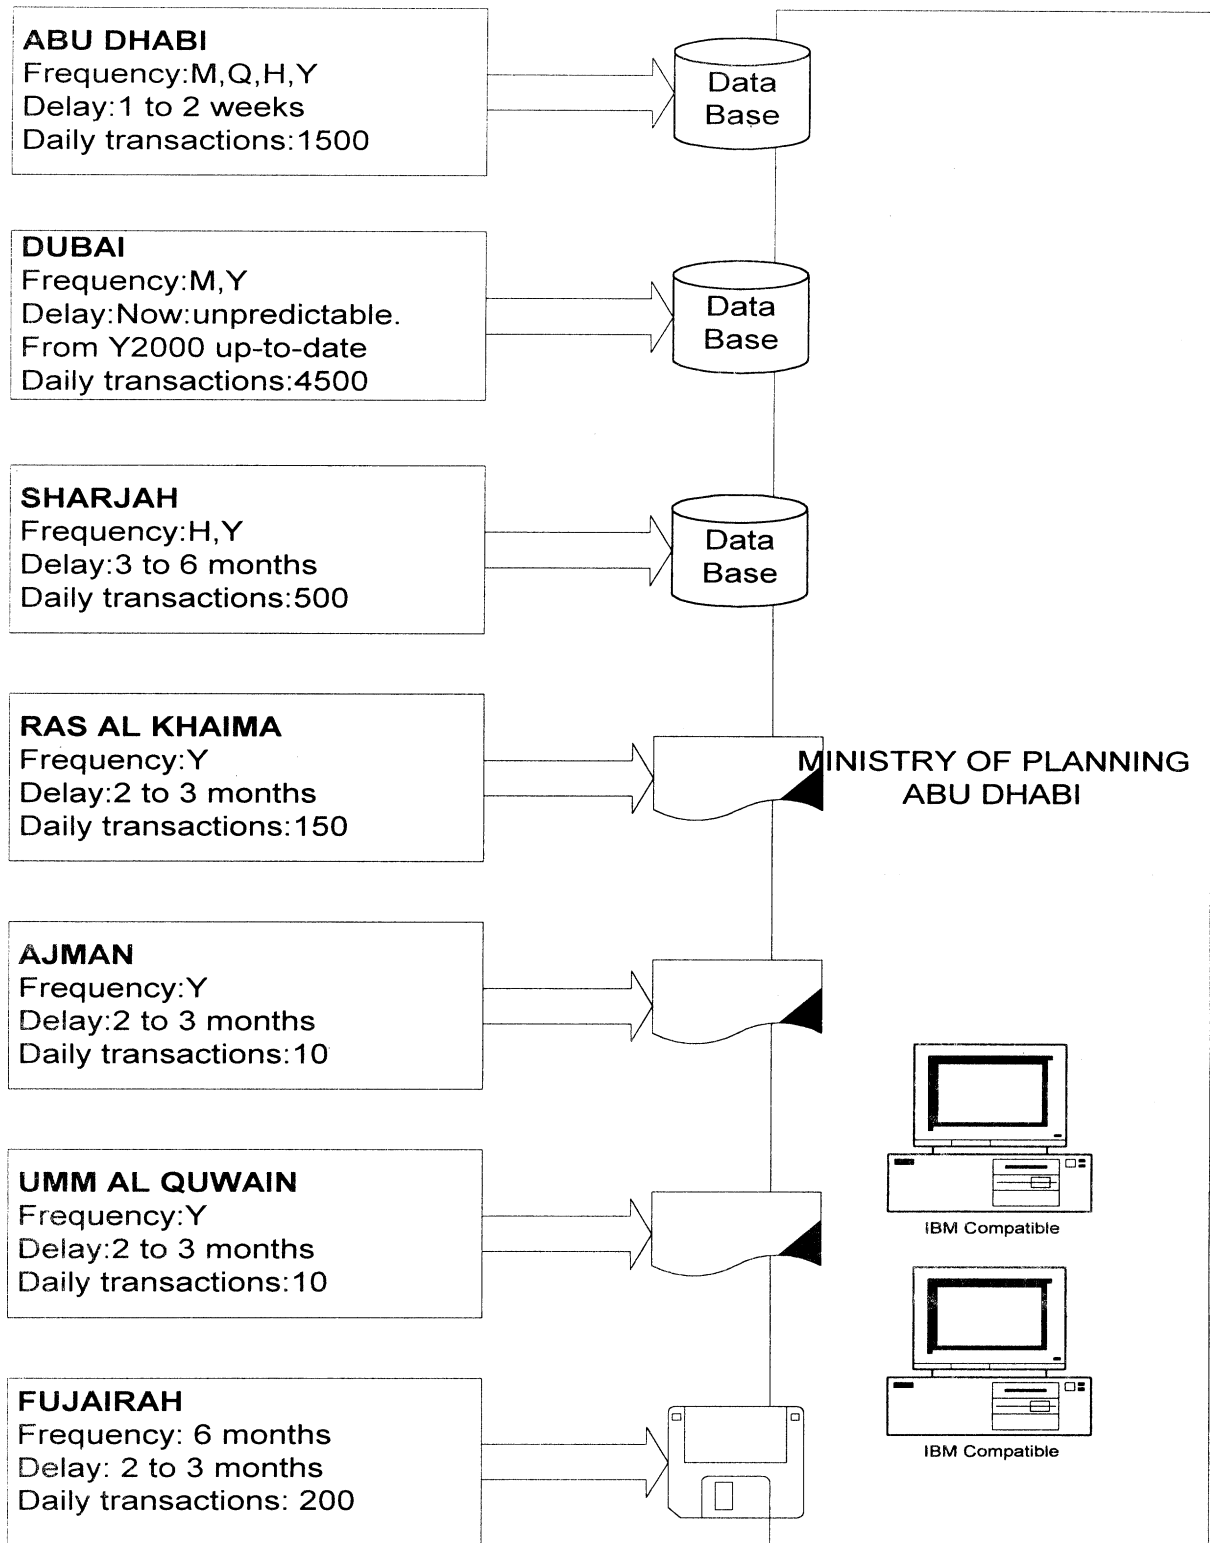 ABU DHABI
Frequency:M,Q,H,Y
Delay:1 to 2 weeks
Daily transactions:1500
Data
Base
DUBAI
Frequency:M,Y
Delay:Now:unpredictable.
From Y2000 up-to-date
Daily transactions:4500
Data
Base
SHARJAH
Frequency:H,Y
Delay:3 to 6 months
Daily transactions:500
Data
Base
RAS AL KHAIMA
Frequency:Y
Delay:2 to 3 months
Daily transactions:150
MINISTRY OF PLANNING
ABU DHABI
AJMAN
Frequency:Y
Delay:2 to 3 months
Daily transactions:10
UMM AL QUWAIN
Frequency:Y
Delay:2 to 3 months
Daily transactions:10
IBM Compatible
FUJAIRAH
Frequency: 6 months
Delay: 2 to 3 months
Daily transactions: 200
IBM Compatible